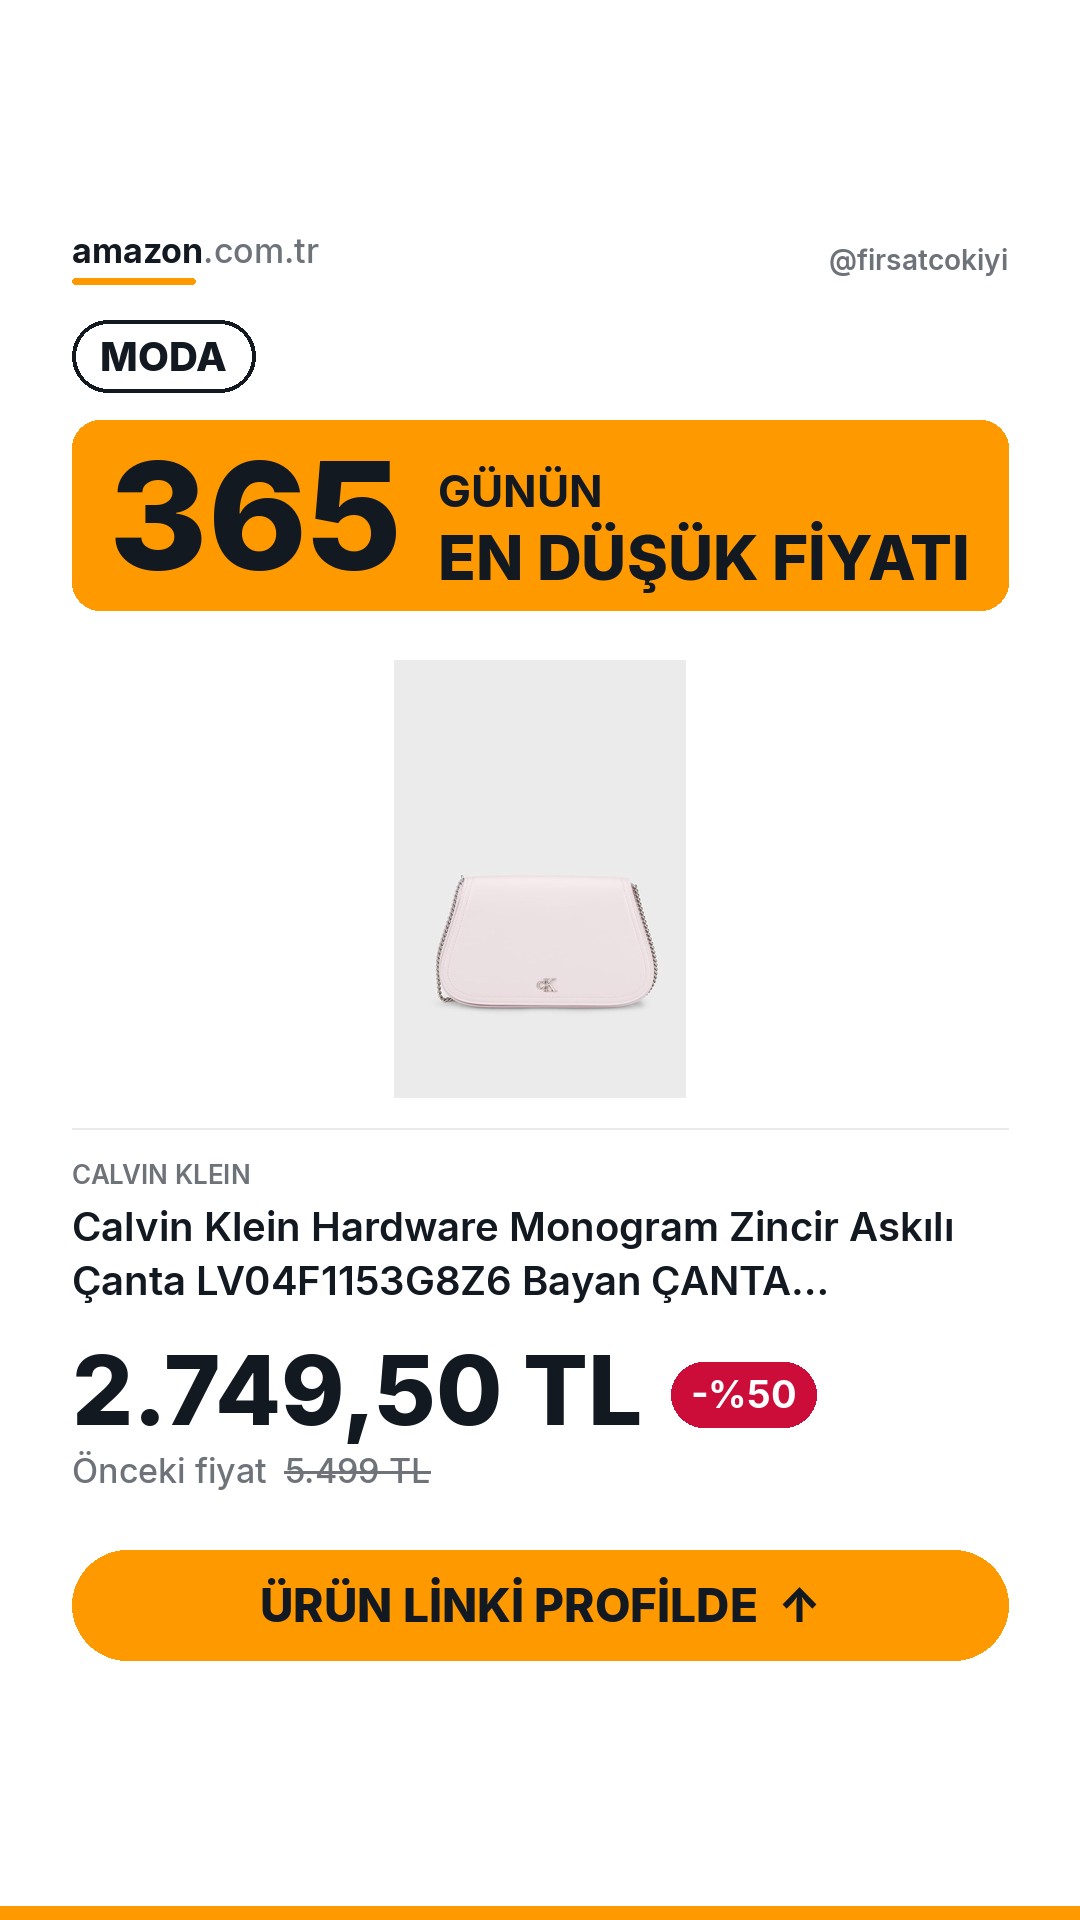 amazon.com.tr
@firsatcokiyi
MODA
365
GÜNÜN
EN DÜŞÜK FİYATI
CK
CALVIN KLEIN
Calvin Klein Hardware Monogram Zincir Askılı
Çanta LV04F1153G8Z6 Bayan ÇANTA...
2.749,50 TL
-%50
Önceki fiyat 5.499 TL
ÜRÜN LİNKİ PROFİLDE ↑